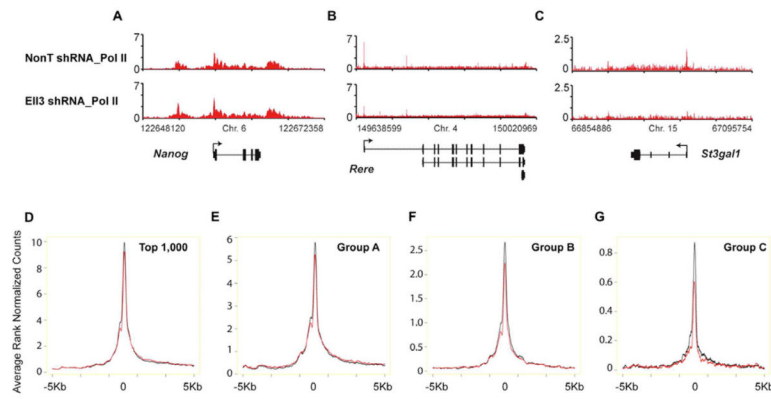 A B C
7 7 2.5
NonT shRNA_Pol II
0 0 0
7 7 2.5
Ell3 shRNA_Pol II
0 0 0
122648120 Chr. 6 122672358 149638599 Chr. 4 150020969 66854886 Chr. 15 67095754
Nanog St3gal1
Rere
D E F G
Average Rank Normalized Counts
Top 1,000 Group A Group B Group C
10 8 6 4 2 0
6 5 4 3 2 1 0
2.5 2.0 1.5 1.0 0.5 0
0.8 0.6 0.4 0.2 0
-5Kb 0 5Kb -5Kb 0 5Kb -5Kb 0 5Kb -5Kb 0 5Kb